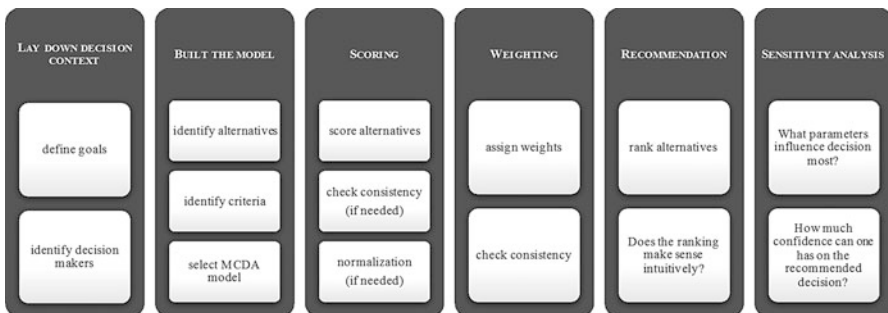 LAY DOWN DECISION
CONTEXT
define goals
identify decision
makers
BUILT THE MODEL
identify alternatives
identify criteria
select MCDA
model
SCORING
score alternatives
check consistency
(if needed)
normalization
(if needed)
WEIGHTING
assign weights
check consistency
RECOMMENDATION
rank alternatives
Does the ranking
make sense
intuitively?
SENSITIVITY ANALYSIS
What parameters
influence decision
most?
How much
confidence can one
has on the
recommended
decision?